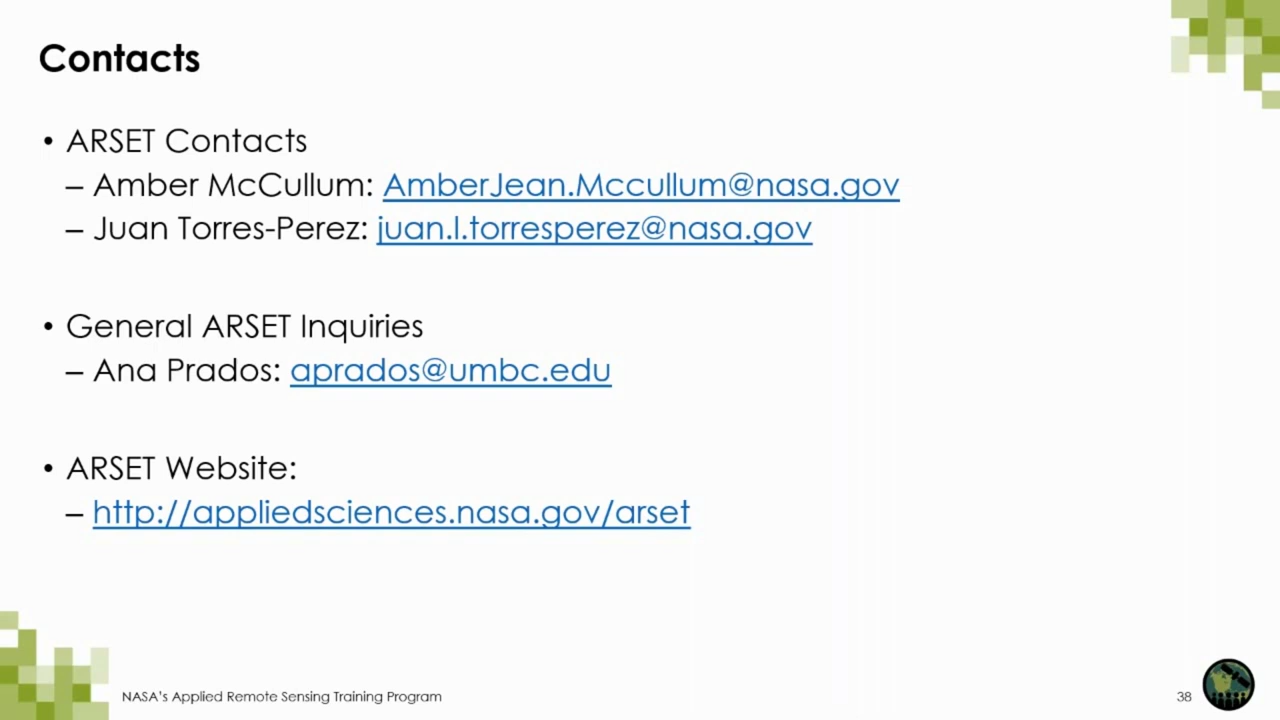 Contacts
• ARSET Contacts
– Amber McCullum: AmberJean.Mccullum@nasa.gov
– Juan Torres-Perez: juan.l.torresperez@nasa.gov
• General ARSET Inquiries
– Ana Prados: aprados@umbc.edu
• ARSET Website:
– http://appliedsciences.nasa.gov/arset
NASA's Applied Remote Sensing Training Program
38